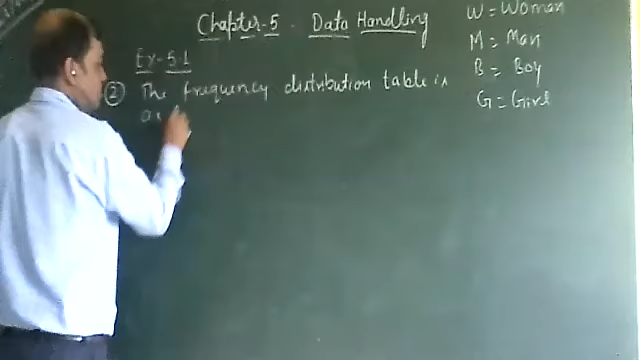 Chapter-5. Data Handling
Ex-5.1
② The frequency distribution table is
W = Woman
M = Man
B = Boy
G = Girl